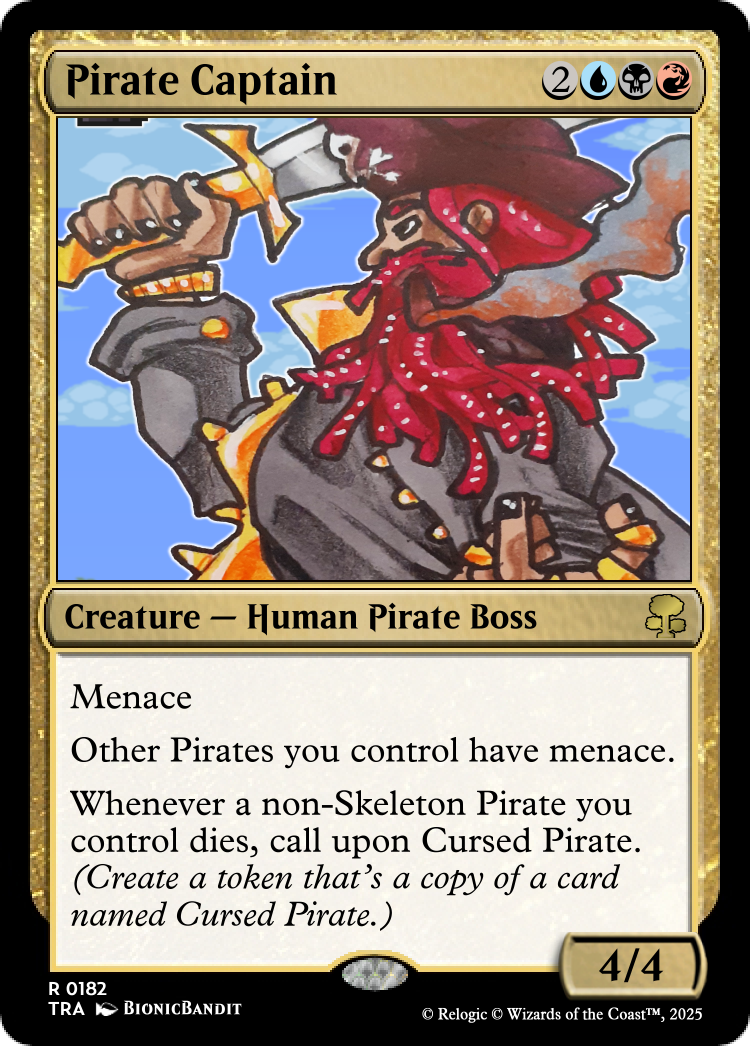 Pirate Captain 2
Creature — Human Pirate Boss
Menace
Other Pirates you control have menace.
Whenever a non-Skeleton Pirate you
control dies, call upon Cursed Pirate.
(Create a token that's a copy of a card
named Cursed Pirate.)
4/4
R 0182
TRA BionicBandit
© Relogic © Wizards of the Coast™, 2025